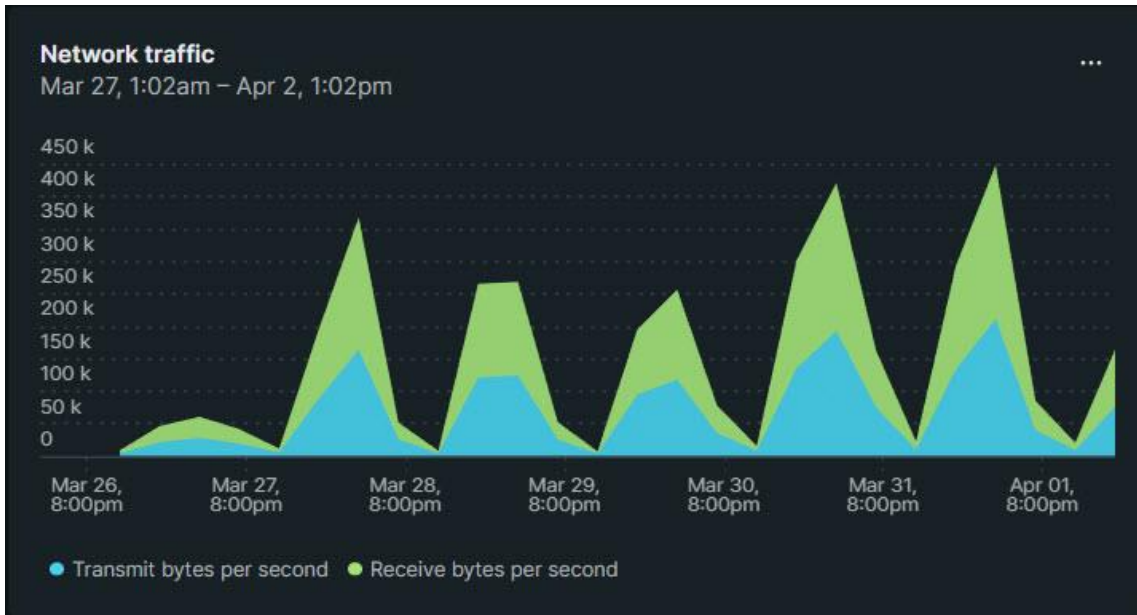 Network traffic
...
Mar 27, 1:02am – Apr 2, 1:02pm
450 k
400 k
350 k
300 k
250 k
200 k
150 k
100 k
50 k
0
Mar 26, Mar 27, Mar 28, Mar 29, Mar 30, Mar 31, Apr 01,
8:00pm 8:00pm 8:00pm 8:00pm 8:00pm 8:00pm 8:00pm
Transmit bytes per second Receive bytes per second